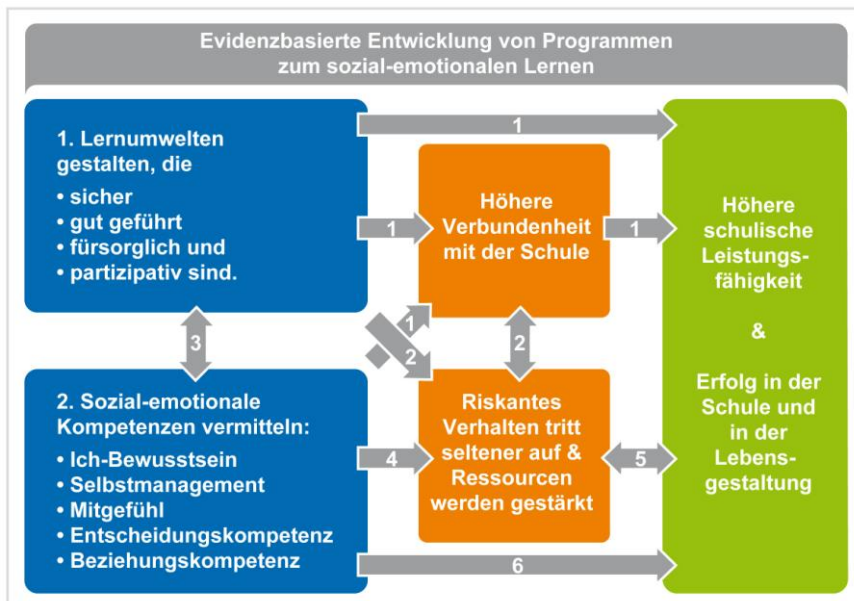 Evidenzbasierte Entwicklung von Programmen
zum sozial-emotionalen Lernen
1. Lernumwelten
gestalten, die
• sicher
• gut geführt
• fürsorglich und
• partizipativ sind.
1
1
Höhere
Verbundenheit
mit der Schule
1
Höhere
schulische
Leistungs-
fähigkeit
&
Erfolg in der
Schule und
in der
Lebens-
gestaltung
3
1
2
2
2. Sozial-emotionale
Kompetenzen vermitteln:
• Ich-Bewusstsein
• Selbstmanagement
• Mitgefühl
• Entscheidungskompetenz
• Beziehungskompetenz
4
Riskantes
Verhalten tritt
seltener auf &
Ressourcen
werden gestärkt
5
6